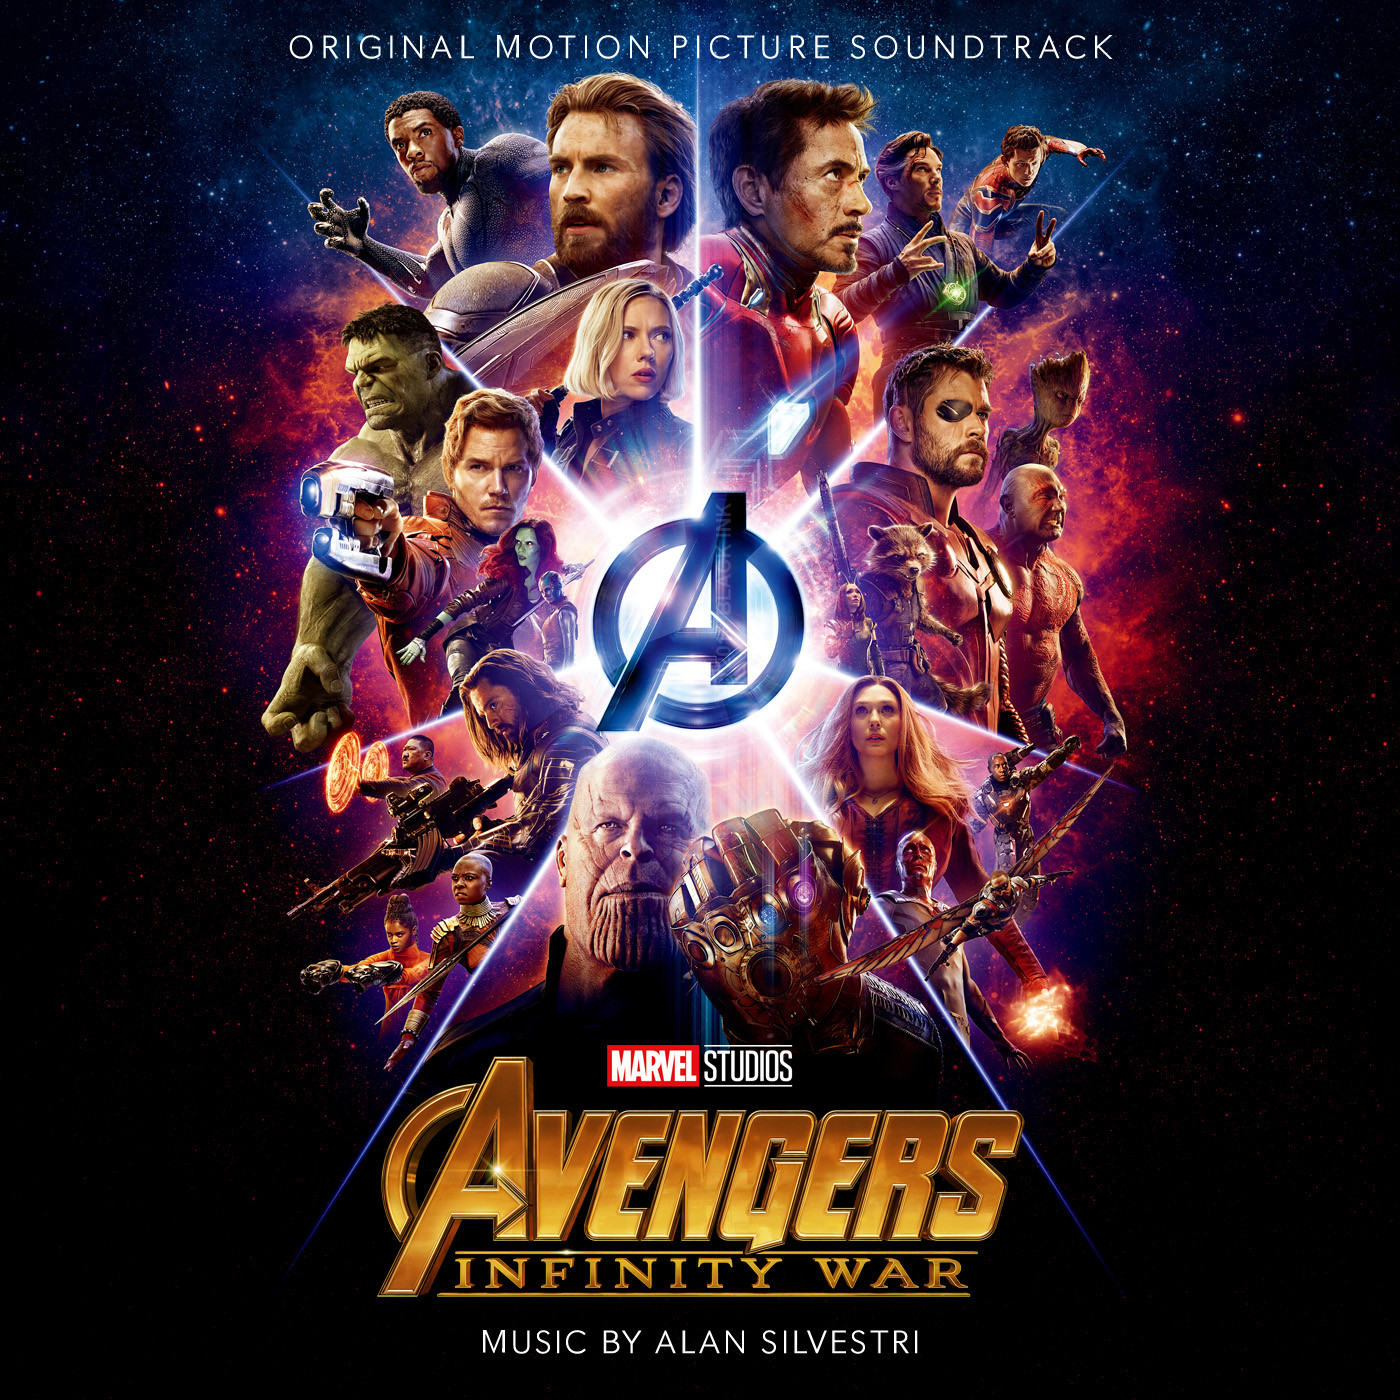 ORIGINAL MOTION PICTURE SOUNDTRACK
MARVEL STUDIOS
AVENGERS
INFINITY WAR
MUSIC BY ALAN SILVESTRI